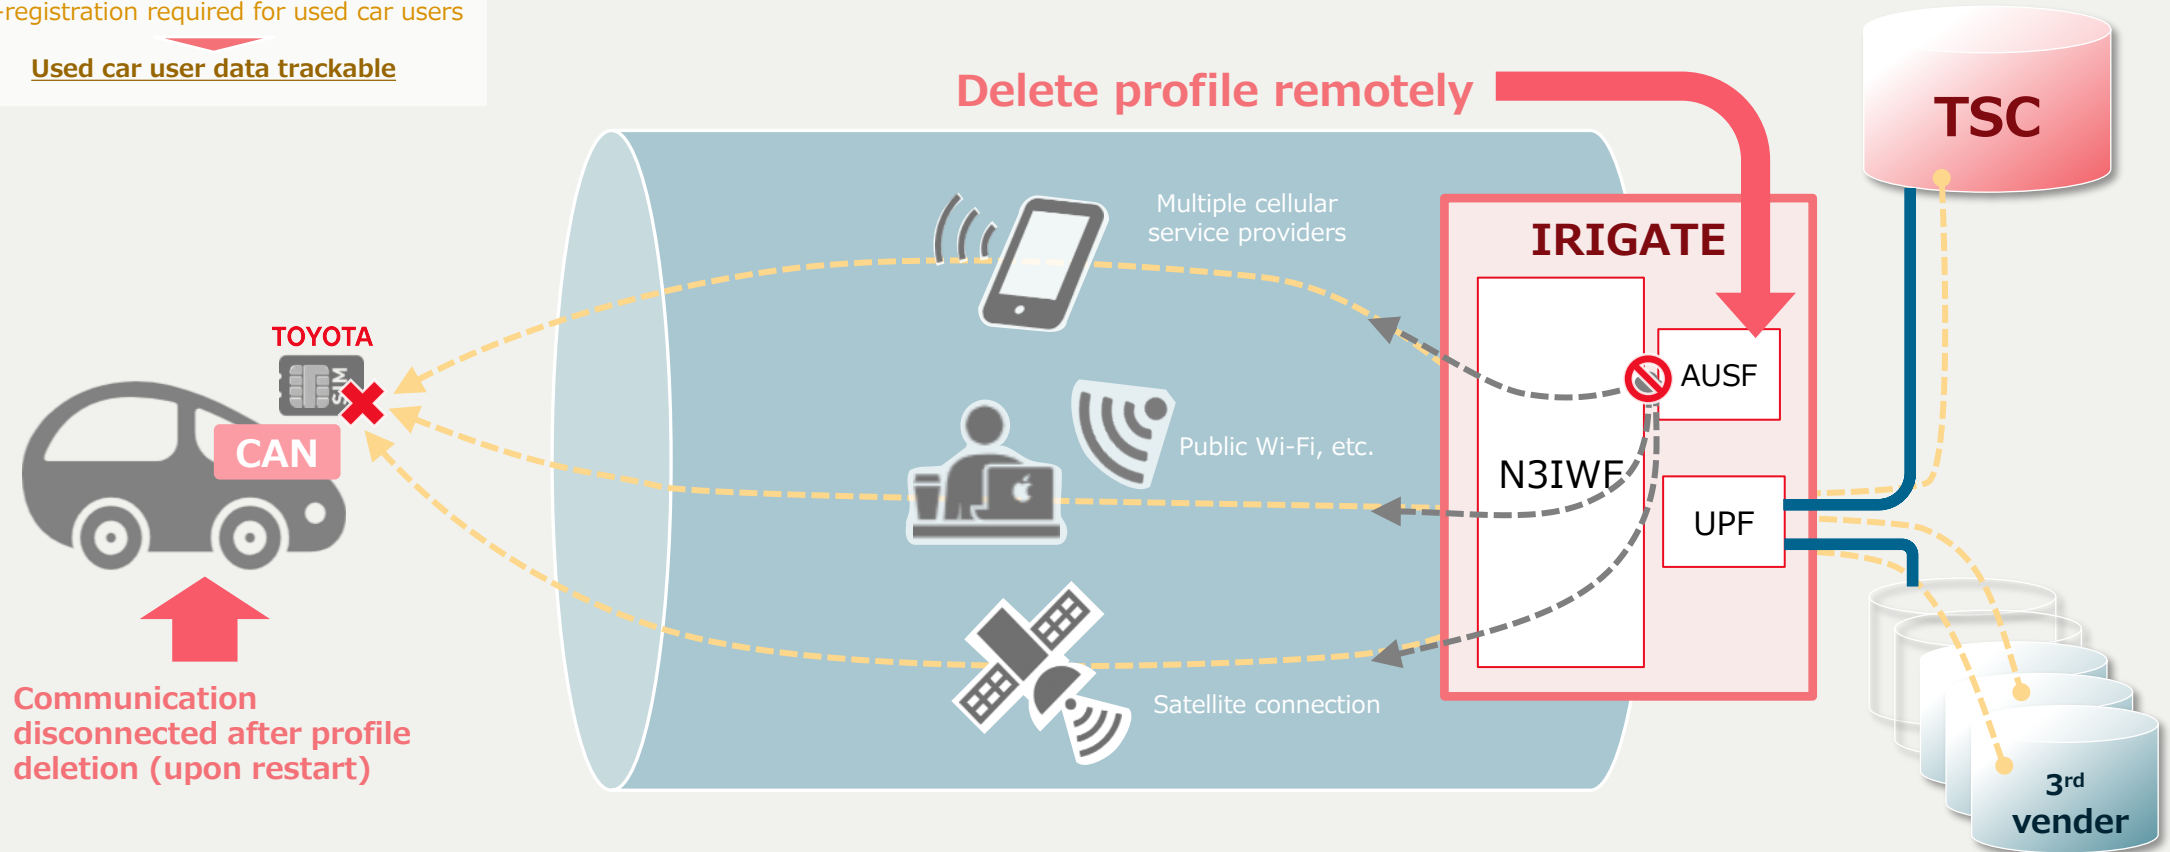 -registration required for used car users
Used car user data trackable
Delete profile remotely
TSC
Multiple cellular
service providers
IRIGATE
TOYOTA
SIM
CAN
AUSF
Public Wi-Fi, etc.
N3IWF
UPF
Communication
disconnected after profile
deletion (upon restart)
Satellite connection
3rd
vender